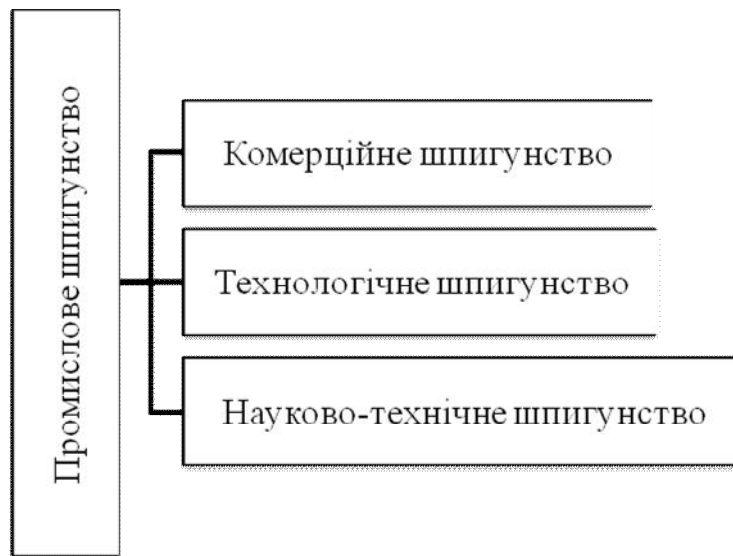 Промислове шпигунство
Комерційне шпигунство
Технологічне шпигунство
Науково-технічне шпигунство